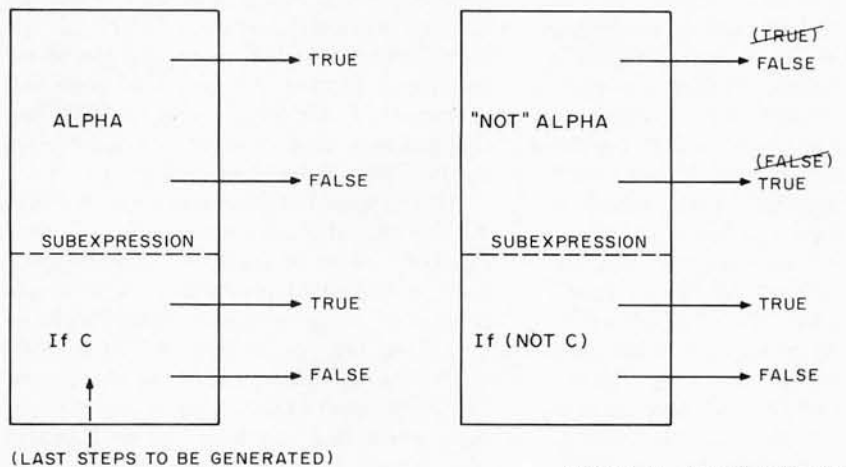 TRUE
ALPHA
FALSE
SUBEXPRESSION
TRUE
If C
FALSE
(LAST STEPS TO BE GENERATED)
(TRUE)
FALSE
"NOT" ALPHA
(FALSE)
TRUE
SUBEXPRESSION
TRUE
If (NOT C)
FALSE